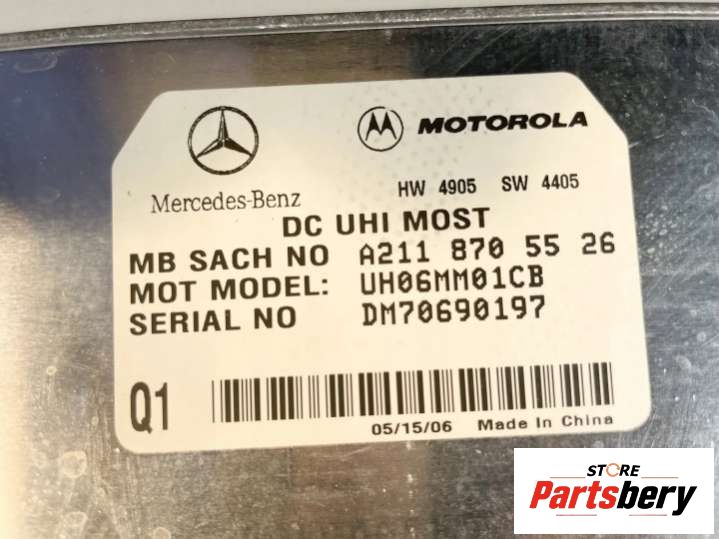 MOTOROLA
Mercedes-Benz
HW 4905 SW 4405
DC UHI MOST
MB SACH NO A211 870 55 26
MOT MODEL: UH06MM01CB
SERIAL NO DM70690197
Q1
05/15/06 Made In China
STORE
Partsbery